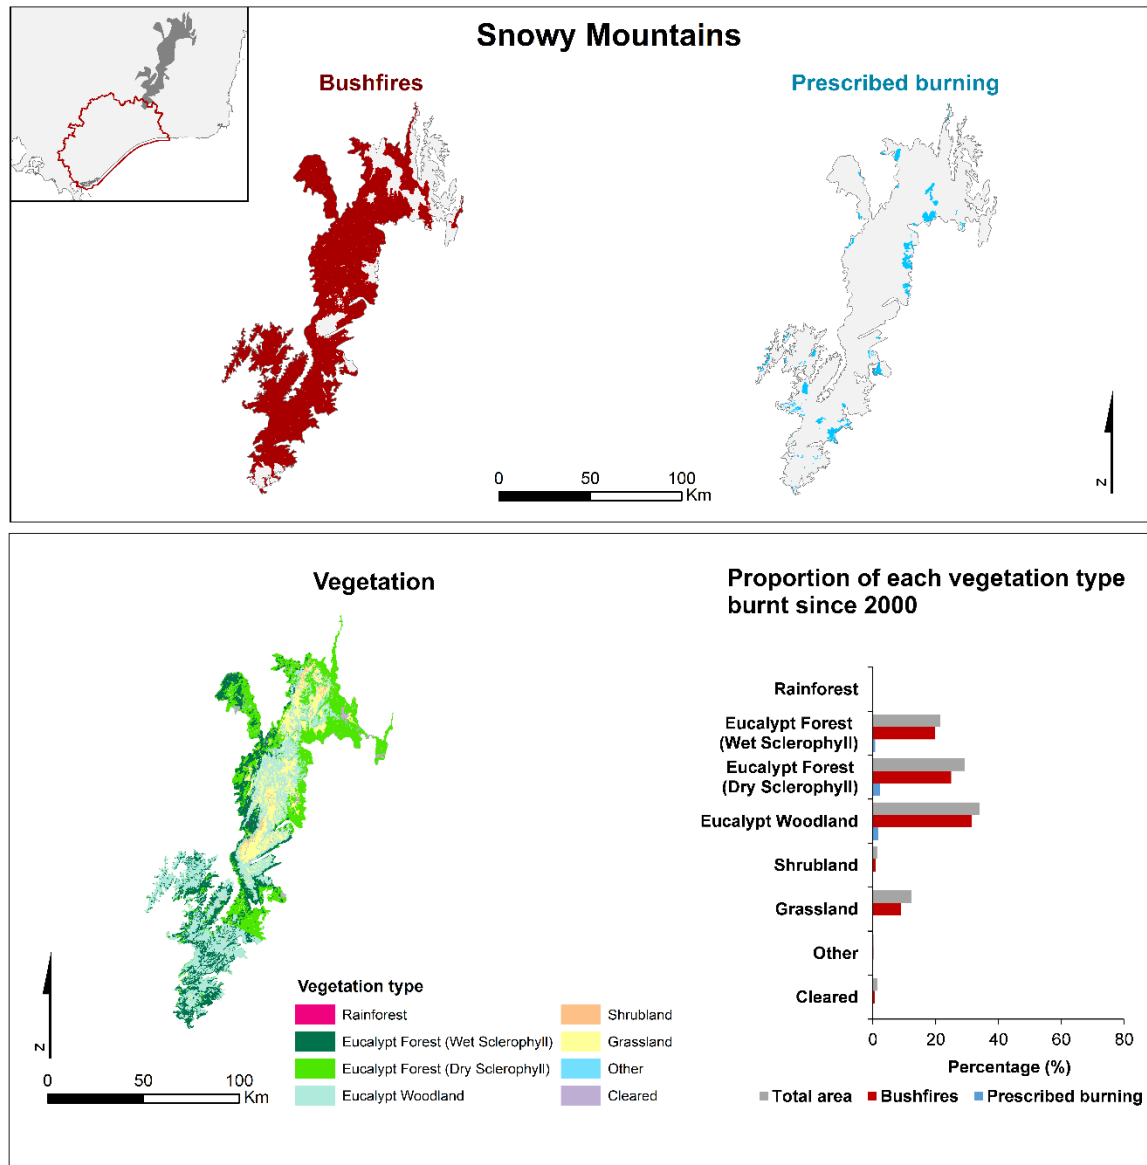 Snowy Mountains
Bushfires
Prescribed burning
0 50 100
Km
N
Vegetation
Proportion of each vegetation type
burnt since 2000
Rainforest
Eucalypt Forest
(Wet Sclerophyll)
Eucalypt Forest
(Dry Sclerophyll)
Eucalypt Woodland
Shrubland
Grassland
Other
Cleared
0 20 40 60 80
Percentage (%)
Total area Bushfires Prescribed burning
N
Vegetation type
Rainforest
Eucalypt Forest (Wet Sclerophyll)
Eucalypt Forest (Dry Sclerophyll)
Eucalypt Woodland
Shrubland
Grassland
Other
Cleared
0 50 100
Km